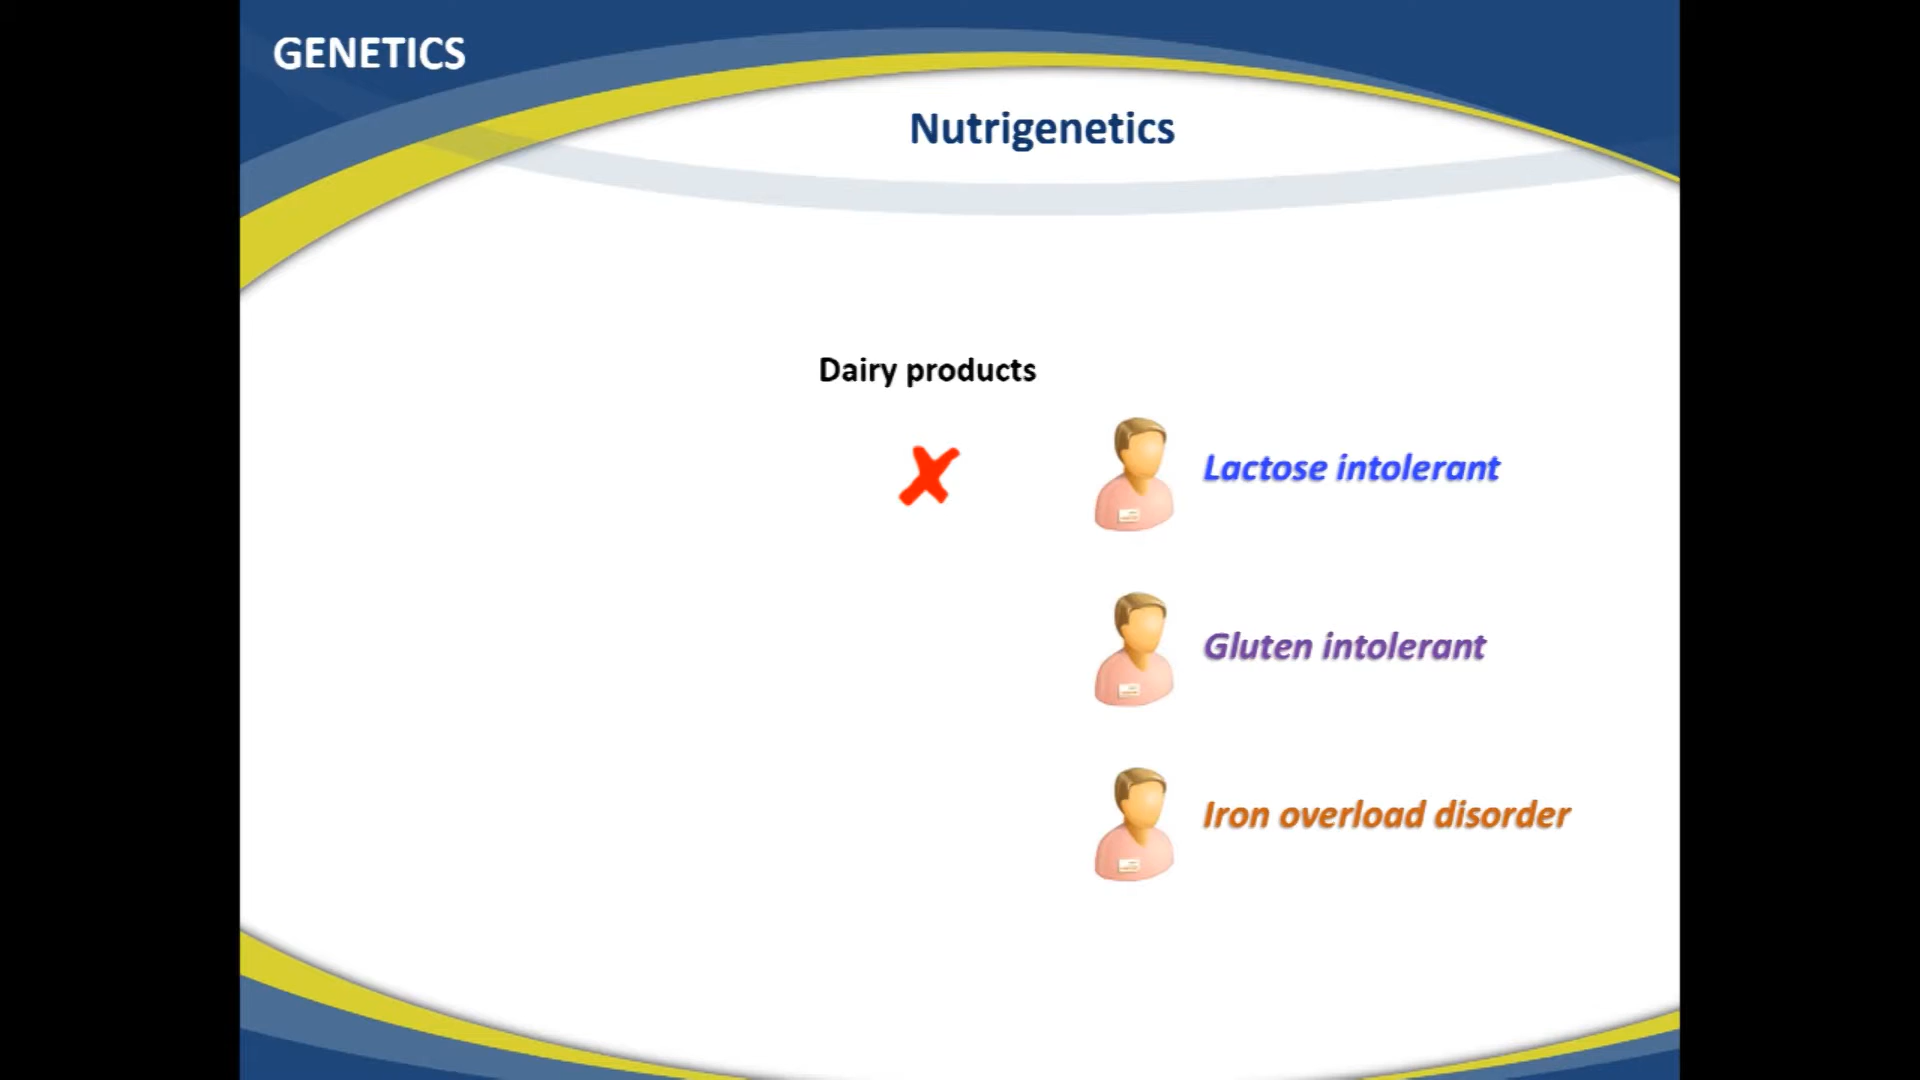 GENETICS
Nutrigenetics
Dairy products
Lactose intolerant
Gluten intolerant
Iron overload disorder